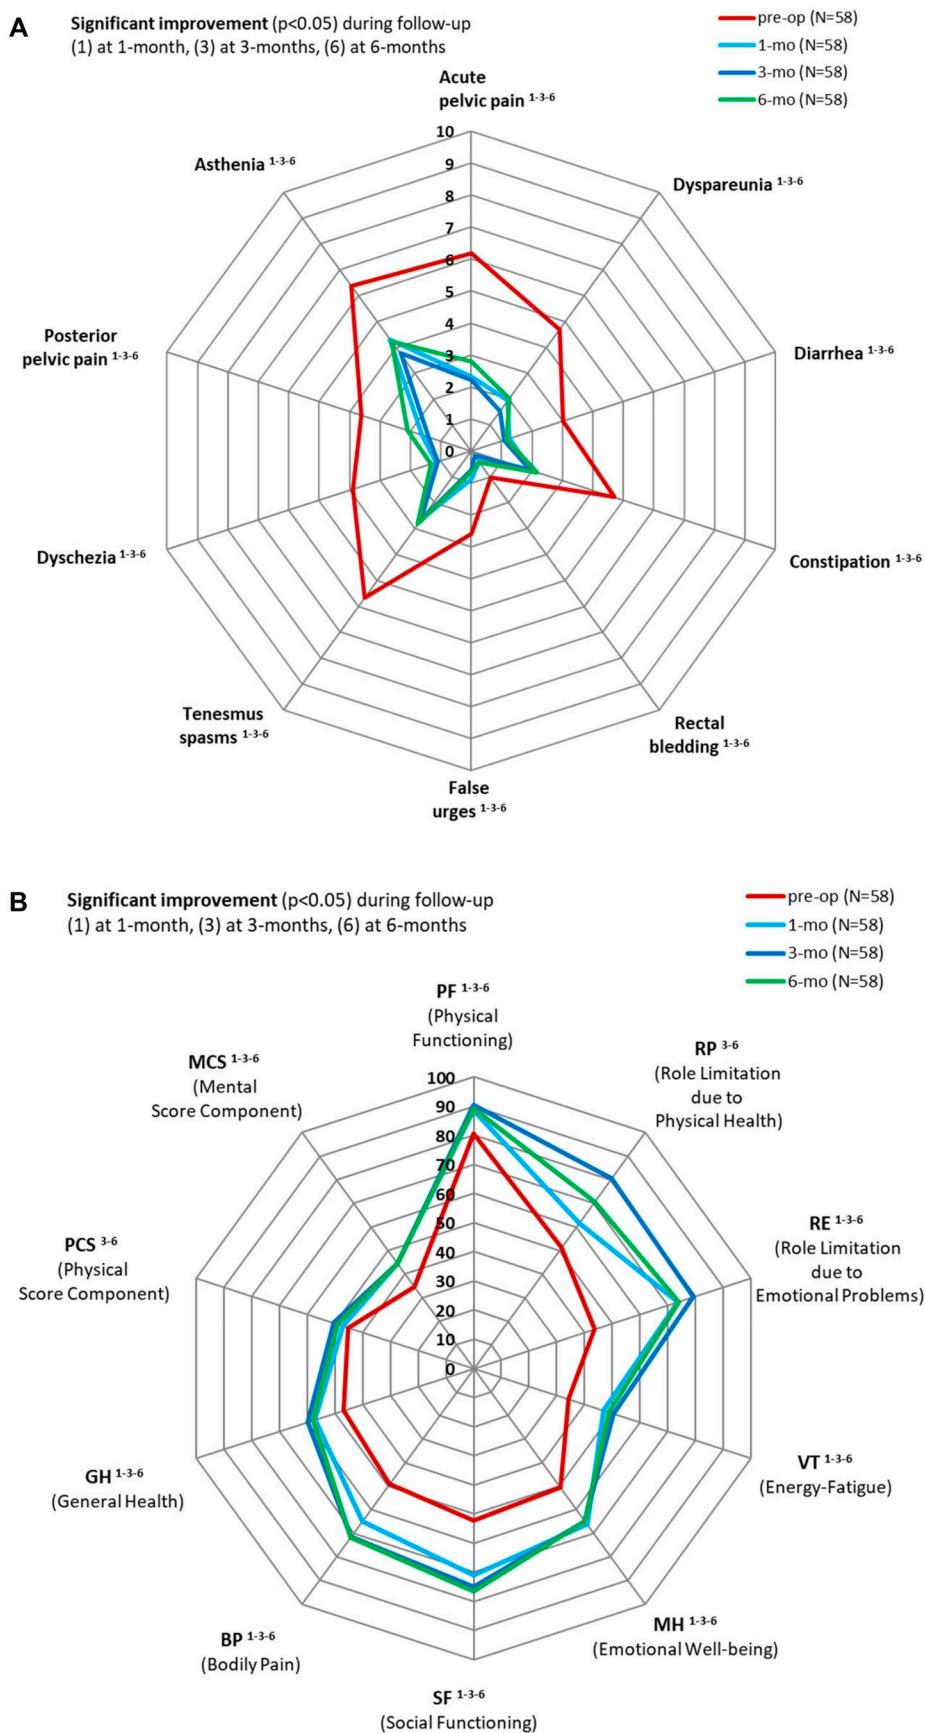 A
Significant improvement (p<0.05) during follow-up
(1) at 1-month, (3) at 3-months, (6) at 6-months
pre-op (N=58)
1-mo (N=58)
3-mo (N=58)
6-mo (N=58)
Acute
pelvic pain 1-3-6
Asthenia 1-3-6
Dyspareunia 1-3-6
Posterior
pelvic pain 1-3-6
Diarrhea 1-3-6
10
9
8
7
6
5
4
3
2
1
0
Dyschezia 1-3-6
Constipation 1-3-6
Tenesmus
spasms 1-3-6
Rectal
bledding 1-3-6
False
urges 1-3-6
B
Significant improvement (p<0.05) during follow-up
(1) at 1-month, (3) at 3-months, (6) at 6-months
pre-op (N=58)
1-mo (N=58)
3-mo (N=58)
6-mo (N=58)
PF 1-3-6
(Physical
Functioning)
MCS 1-3-6
(Mental
Score Component)
RP 3-6
(Role Limitation
due to
Physical Health)
PCS 3-6
(Physical
Score Component)
RE 1-3-6
(Role Limitation
due to
Emotional Problems)
100
90
80
70
60
50
40
30
20
10
0
GH 1-3-6
(General Health)
VT 1-3-6
(Energy-Fatigue)
BP 1-3-6
(Bodily Pain)
MH 1-3-6
(Emotional Well-being)
SF 1-3-6
(Social Functioning)